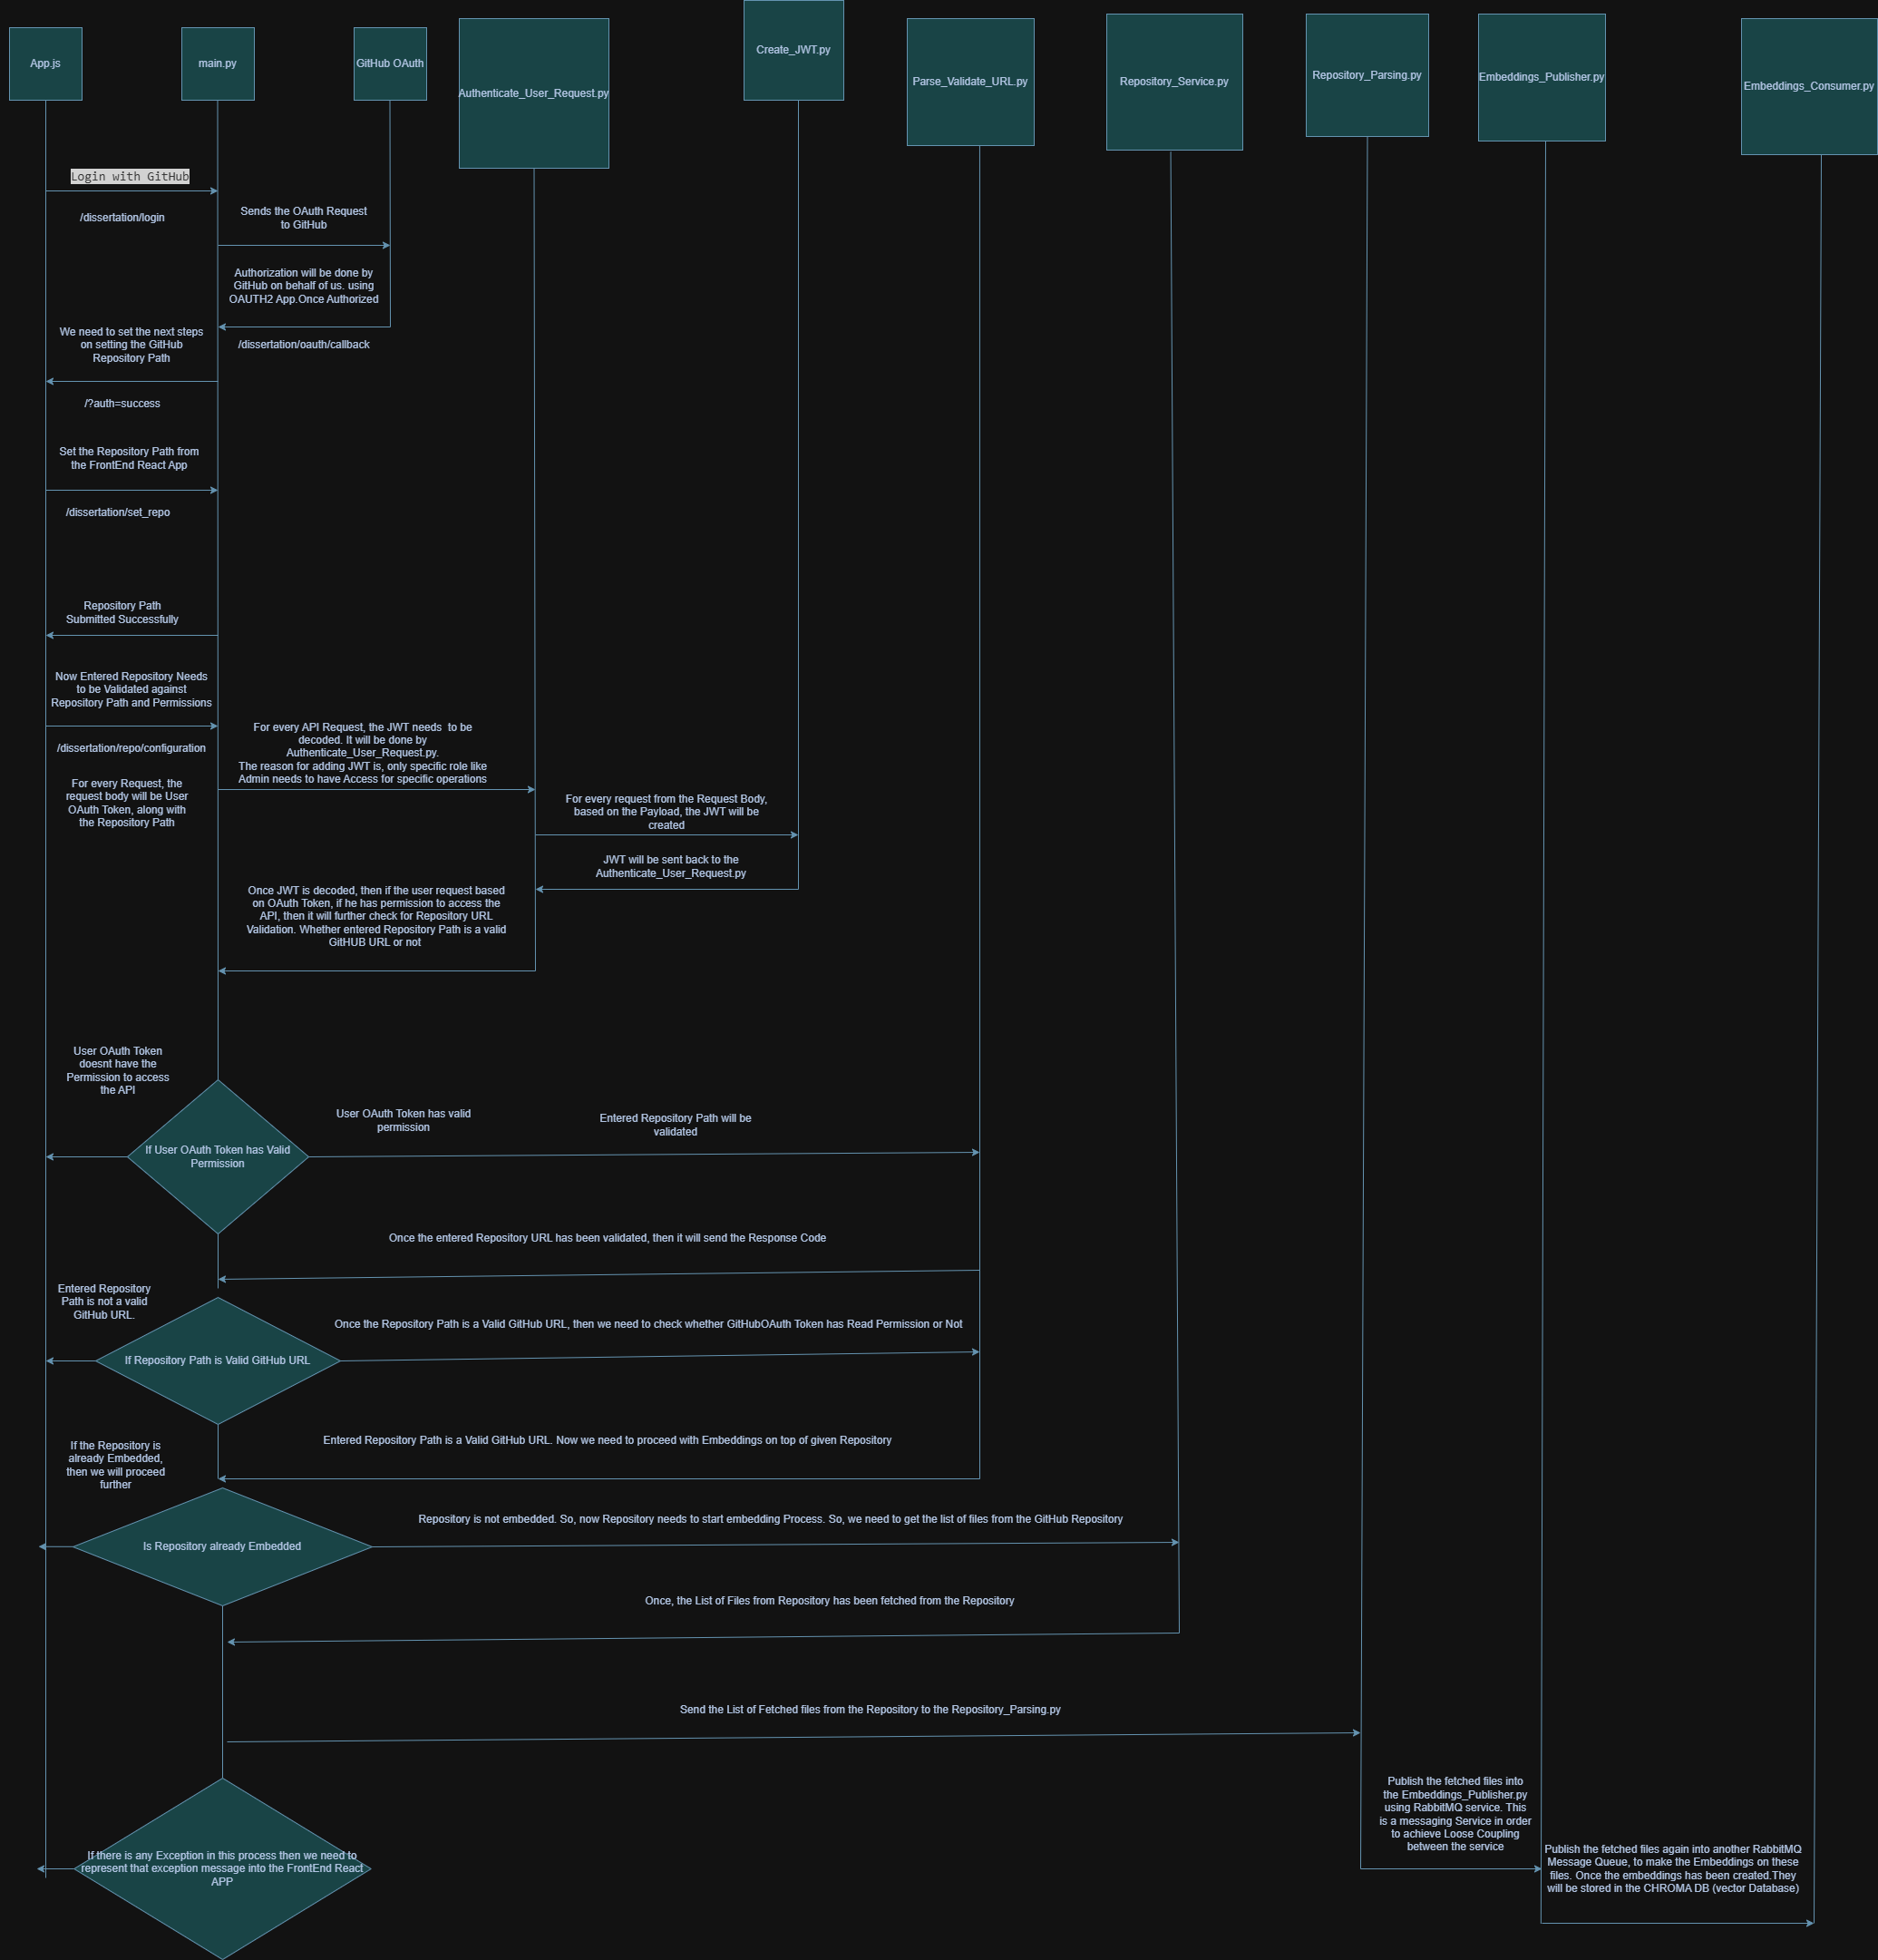 App.js
main.py
GitHub OAuth
Authenticate_User_Request.py
Create_JWT.py
Parse_Validate_URL.py
Repository_Service.py
Repository_Parsing.py
Embeddings_Publisher.py
Embeddings_Consumer.py
Login with GitHub
/dissertation/login
Sends the OAuth Request
to GitHub
Authorization will be done by
GitHub on behalf of us. using
OAUTH2 App.Once Authorized
/dissertation/oauth/callback
We need to set the next steps
on setting the GitHub
Repository Path
/?auth=success
Set the Repository Path from
the FrontEnd React App
/dissertation/set_repo
Repository Path
Submitted Successfully
Now Entered Repository Needs
to be Validated against
Repository Path and Permissions
/dissertation/repo/configuration
For every Request, the
request body will be User
OAuth Token, along with
the Repository Path
For every API Request, the JWT needs  to be
decoded. It will be done by
Authenticate_User_Request.py.
The reason for adding JWT is, only specific role like
Admin needs to have Access for specific operations
For every request from the Request Body,
based on the Payload, the JWT will be
created
JWT will be sent back to the
Authenticate_User_Request.py
Once JWT is decoded, then if the user request based
on OAuth Token, if he has permission to access the
API, then it will further check for Repository URL
Validation. Whether entered Repository Path is a valid
GitHUB URL or not
User OAuth Token
doesnt have the
Permission to access
the API
If User OAuth Token has Valid
Permission
User OAuth Token has valid
permission
Entered Repository Path will be
validated
Once the entered Repository URL has been validated, then it will send the Response Code
Entered Repository
Path is not a valid
GitHub URL.
If Repository Path is Valid GitHub URL
Once the Repository Path is a Valid GitHub URL, then we need to check whether GitHubOAuth Token has Read Permission or Not
Entered Repository Path is a Valid GitHub URL. Now we need to proceed with Embeddings on top of given Repository
If the Repository is
already Embedded,
then we will proceed
further
Is Repository already Embedded
Repository is not embedded. So, now Repository needs to start embedding Process. So, we need to get the list of files from the GitHub Repository
Once, the List of Files from Repository has been fetched from the Repository
Send the List of Fetched files from the Repository to the Repository_Parsing.py
Publish the fetched files into
the Embeddings_Publisher.py
using RabbitMQ service. This
is a messaging Service in order
to achieve Loose Coupling
between the service
Publish the fetched files again into another RabbitMQ
Message Queue, to make the Embeddings on these
files. Once the embeddings has been created.They
will be stored in the CHROMA DB (vector Database)
If there is any Exception in this process then we need to
represent that exception message into the FrontEnd React
APP